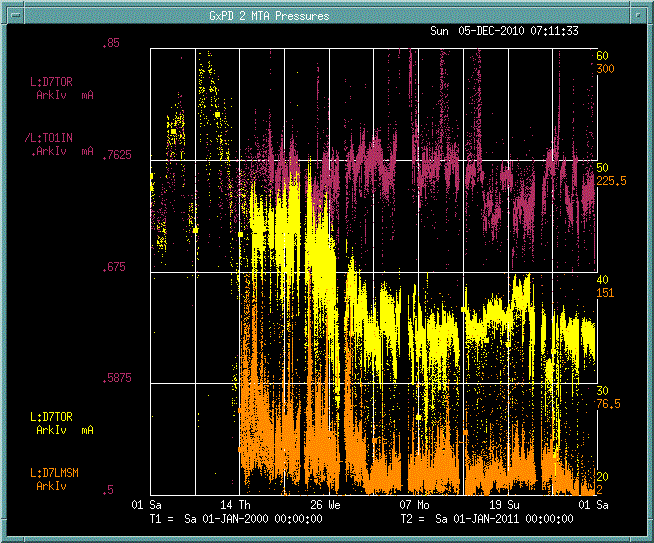 GxPD 2 MTA Pressures
Sun 05-DEC-2010 07:11:33
.85
60
300
L:D7TOR
ArkIv mA
/L:TO1IN
.ArkIv mA
.7625
50
225.5
.675
40
151
.5875
30
76.5
L:D7TOR
ArkIv mA
L:D7LMSM
ArkIv
.5
20
2
01 Sa
14 Th
26 We
07 Mo
19 Su
01 Sa
T1 = Sa 01-JAN-2000 00:00:00
T2 = Sa 01-JAN-2011 00:00:00